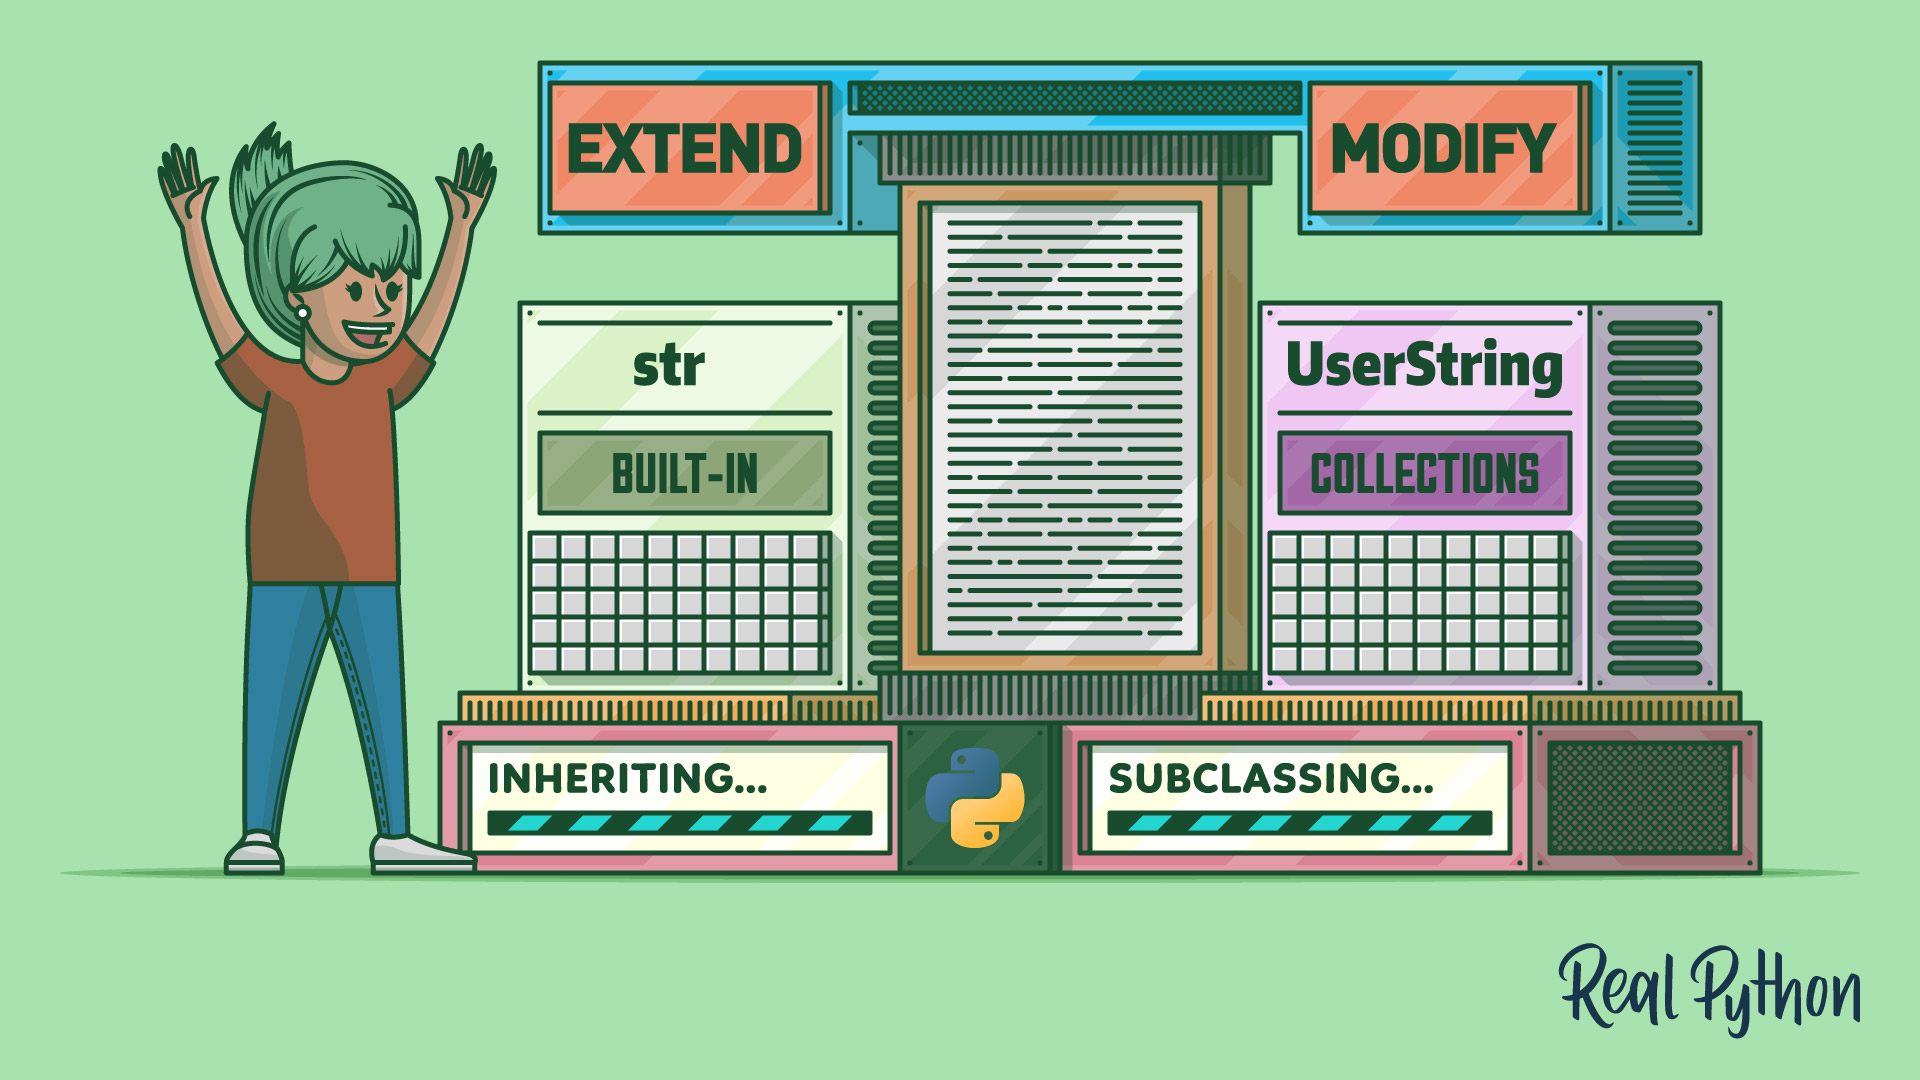 EXTEND
MODIFY
str
BUILT-IN
UserString
COLLECTIONS
INHERITING...
SUBCLASSING...
Real Python